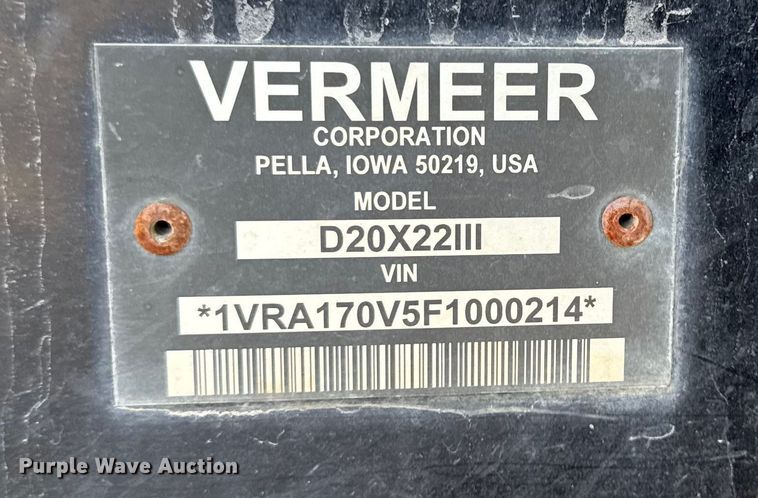 VERMEER
CORPORATION
PELLA, IOWA 50219, USA
MODEL
D20X22III
VIN
*1VRA170V5F1000214*
Purple Wave Auction